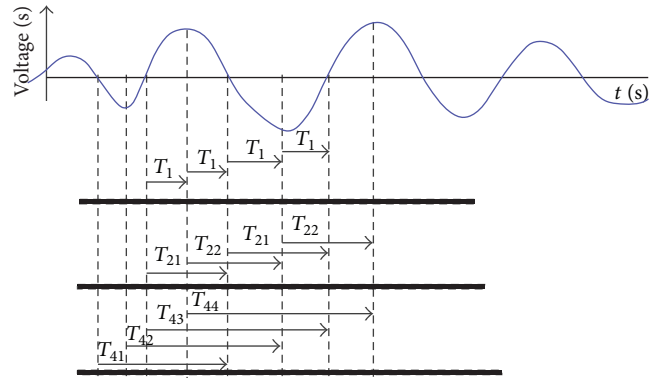 Voltage (s)
t (s)
T1 T1 T1 T1
T21 T22 T21 T22
T41 T42 T43 T44